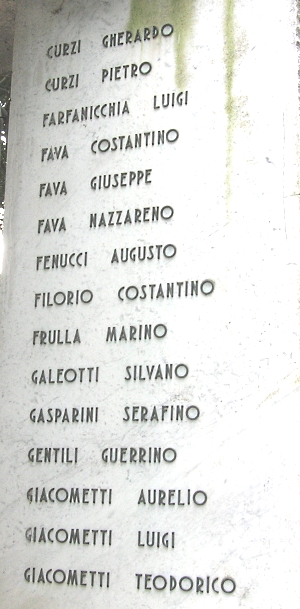 CURZI GHERARDO
CURZI PIETRO
FARFANICCHIA LUIGI
FAVA COSTANTINO
FAVA GIUSEPPE
FAVA NAZZARENO
FENUCCI AUGUSTO
FILORIO COSTANTINO
FRULLA MARINO
GALEOTTI SILVANO
GASPARINI SERAFINO
GENTILI GUERRINO
GIACOMETTI AURELIO
GIACOMETTI LUIGI
GIACOMETTI TEODORICO